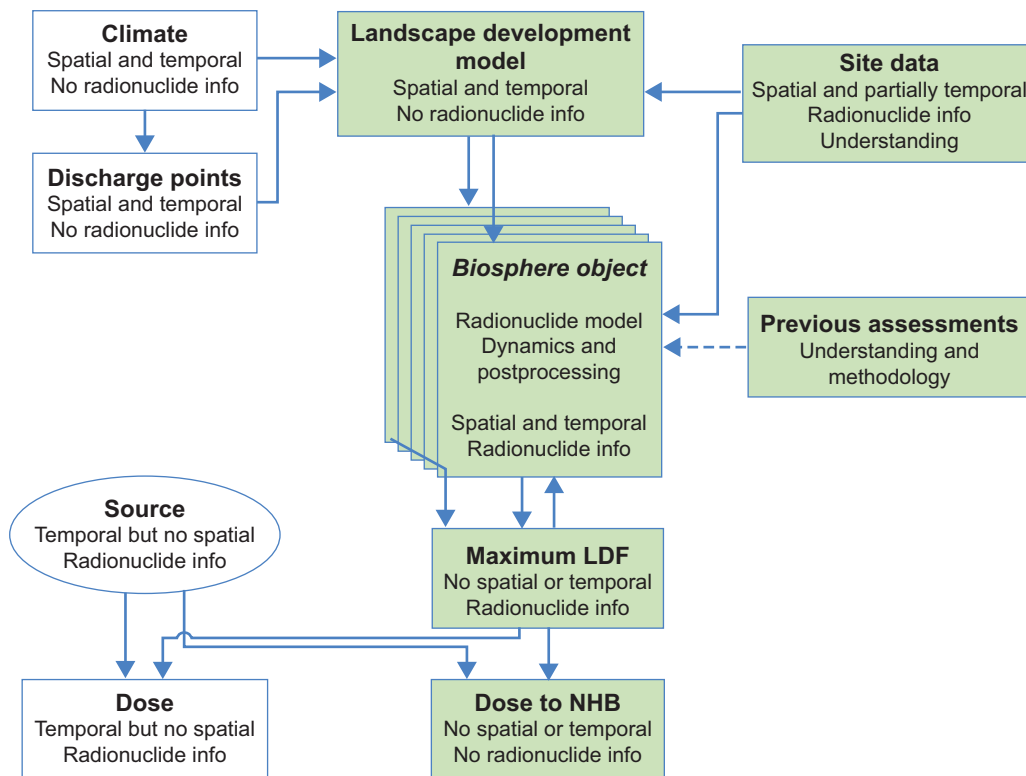 Climate
Spatial and temporal
No radionuclide info
Landscape development
model
Spatial and temporal
No radionuclide info
Site data
Spatial and partially temporal
Radionuclide info
Understanding
Discharge points
Spatial and temporal
No radionuclide info
Biosphere object
Radionuclide model
Dynamics and
postprocessing
Spatial and temporal
Radionuclide info
Previous assessments
Understanding and
methodology
Source
Temporal but no spatial
Radionuclide info
Maximum LDF
No spatial or temporal
Radionuclide info
Dose
Temporal but no spatial
Radionuclide info
Dose to NHB
No spatial or temporal
No radionuclide info